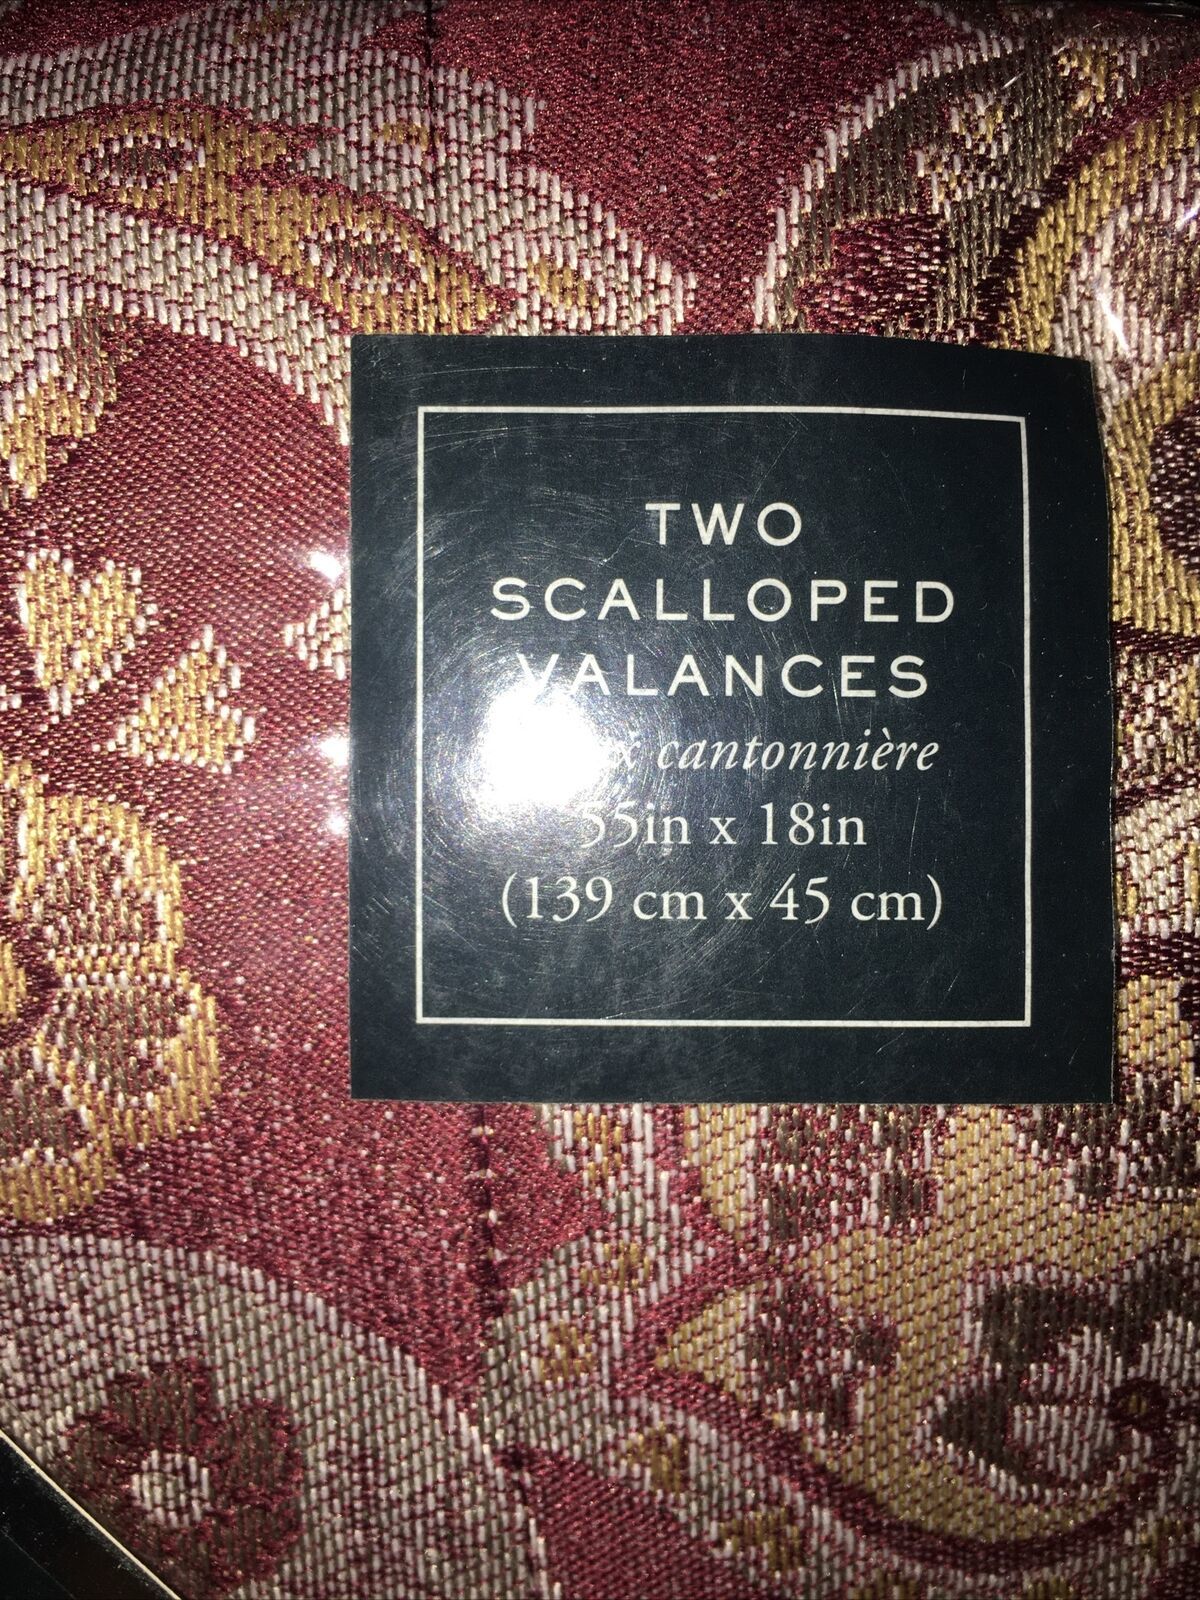 TWO
SCALLOPED
VALANCES
cantonnière
55in x 18in
(139 cm x 45 cm)